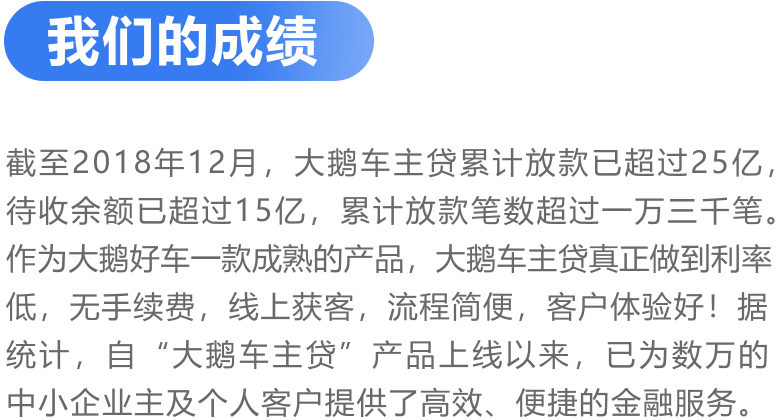 我们的成绩
截至2018年12月，大鹅车主贷累计放款已超过25亿，
待收余额已超过15亿，累计放款笔数超过一万三千笔。
作为大鹅好车一款成熟的产品，大鹅车主贷真正做到利率
低，无手续费，线上获客，流程简便，客户体验好！据
统计，自“大鹅车主贷”产品上线以来，已为数万的
中小企业主及个人客户提供了高效、便捷的金融服务。